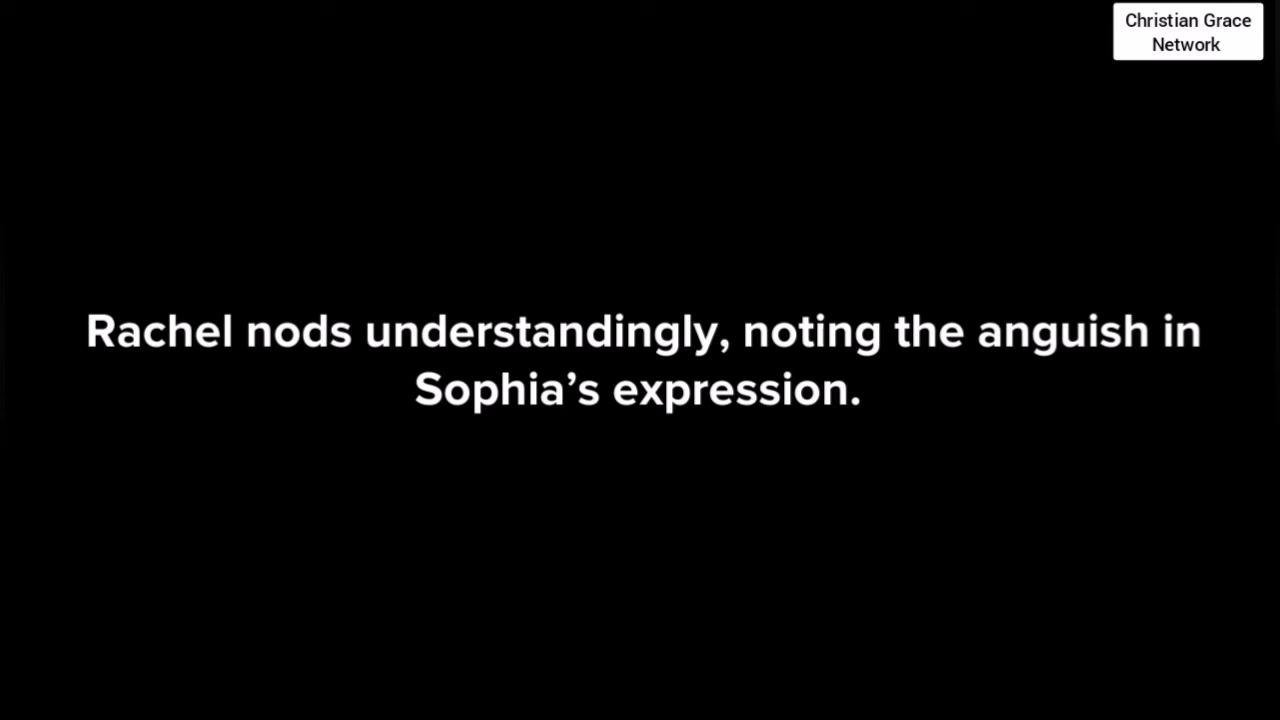 Christian Grace
Network
Rachel nods understandingly, noting the anguish in
Sophia’s expression.